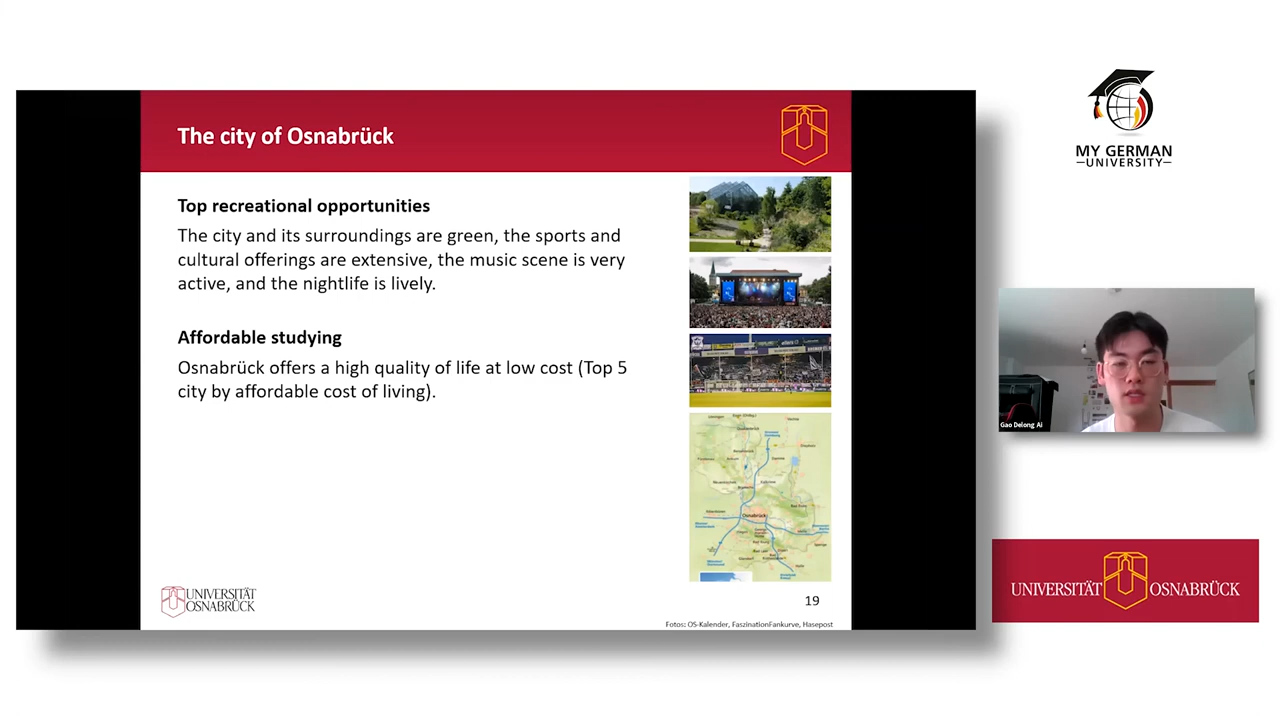 The city of Osnabrück
Top recreational opportunities
The city and its surroundings are green, the sports and
cultural offerings are extensive, the music scene is very
active, and the nightlife is lively.
Affordable studying
Osnabrück offers a high quality of life at low cost (Top 5
city by affordable cost of living).
Osnabrück
UNIVERSITÄT
OSNABRÜCK
19
Fotos: OS-Kalender, FaszinationFankurve, Hasepost
MY GERMAN
UNIVERSITY
Gao Delong Ai
UNIVERSITÄT OSNABRÜCK